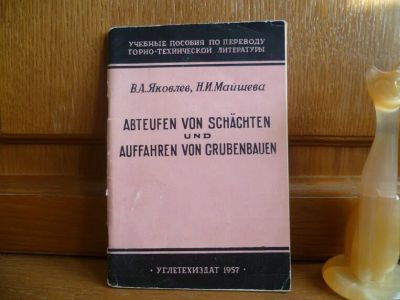 УЧЕБНЫЕ ПОСОБИЯ ПО ПЕРЕВОДУ
ГОРНО-ТЕХНИЧЕСКОЙ ЛИТЕРАТУРЫ
В.А.Яковлев, Н.И.Майшева
ABTEUFEN VON SCHÄCHTEN
UND
AUFFAHREN VON GRUBENBAUEN
· УГЛЕТЕХИЗДАТ 1957 ·